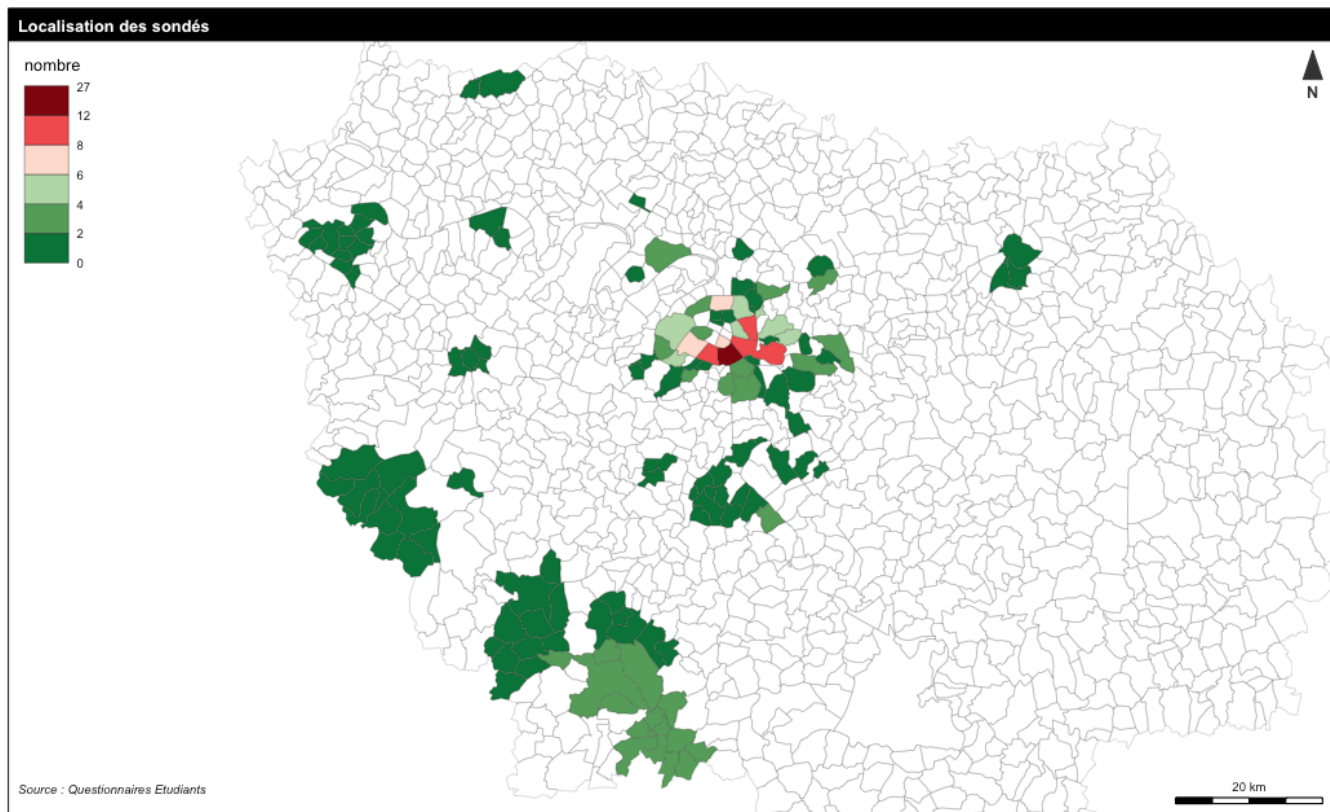 Localisation des sondés
nombre
27
12
8
6
4
2
0
N
Source : Questionnaires Etudiants
20 km